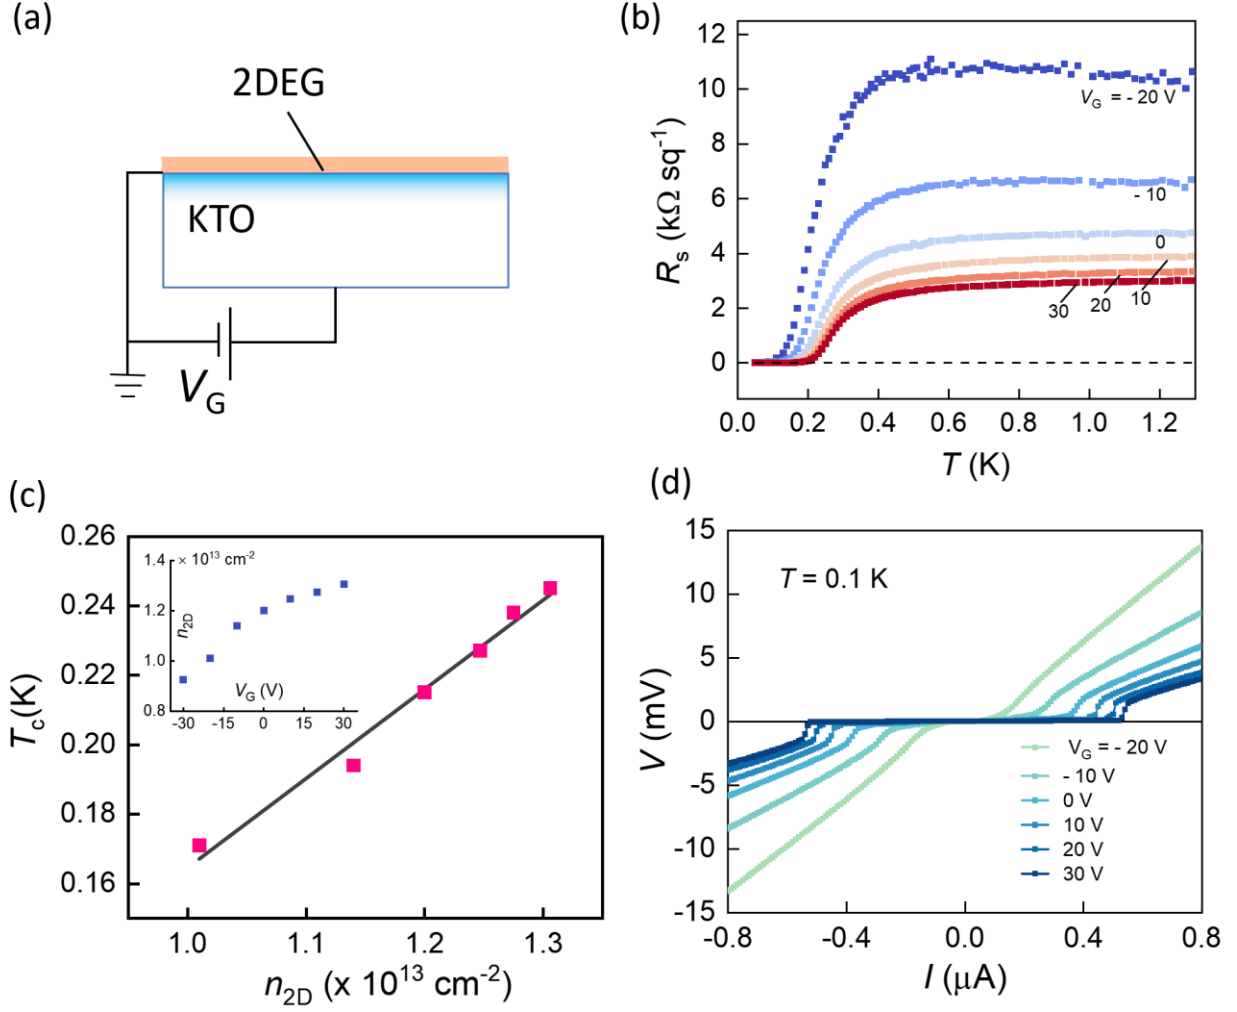 (a)
2DEG
KTO
V_G
(b)
12
10
8
6
4
2
0
R_s (kΩ sq⁻¹)
V_G = - 20 V
- 10
0
30 20 10
0.0 0.2 0.4 0.6 0.8 1.0 1.2
T (K)
(c)
0.26
0.24
0.22
0.20
0.18
0.16
T_c(K)
1.4 × 10¹³ cm⁻²
1.2
1.0
0.8
n_2D
V_G (V)
-30 -15 0 15 30
1.0 1.1 1.2 1.3
n_2D (x 10¹³ cm⁻²)
(d)
15
10
5
0
-5
-10
-15
V (mV)
T = 0.1 K
V_G = - 20 V
- 10 V
0 V
10 V
20 V
30 V
-0.8 -0.4 0.0 0.4 0.8
I (μA)